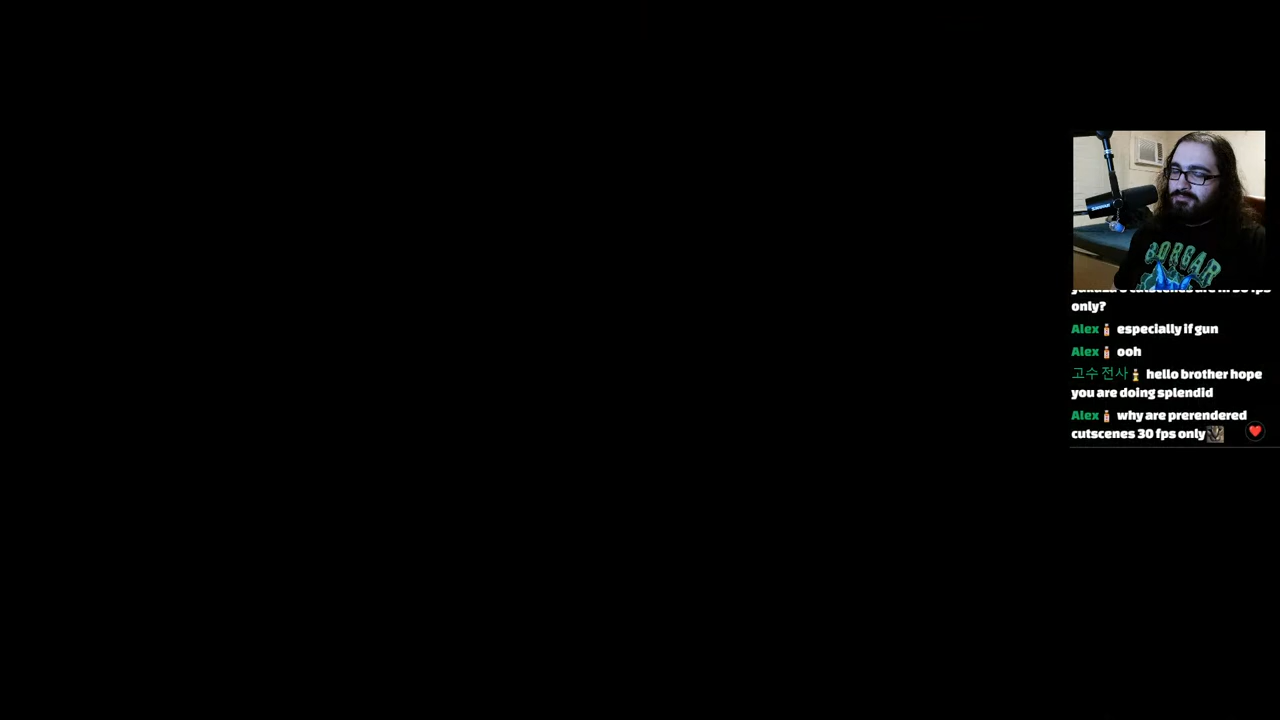 BORGAR
only?
Alex especially if gun
Alex ooh
고수 전사 hello brother hope
you are doing splendid
Alex why are prerendered
cutscenes 30 fps only